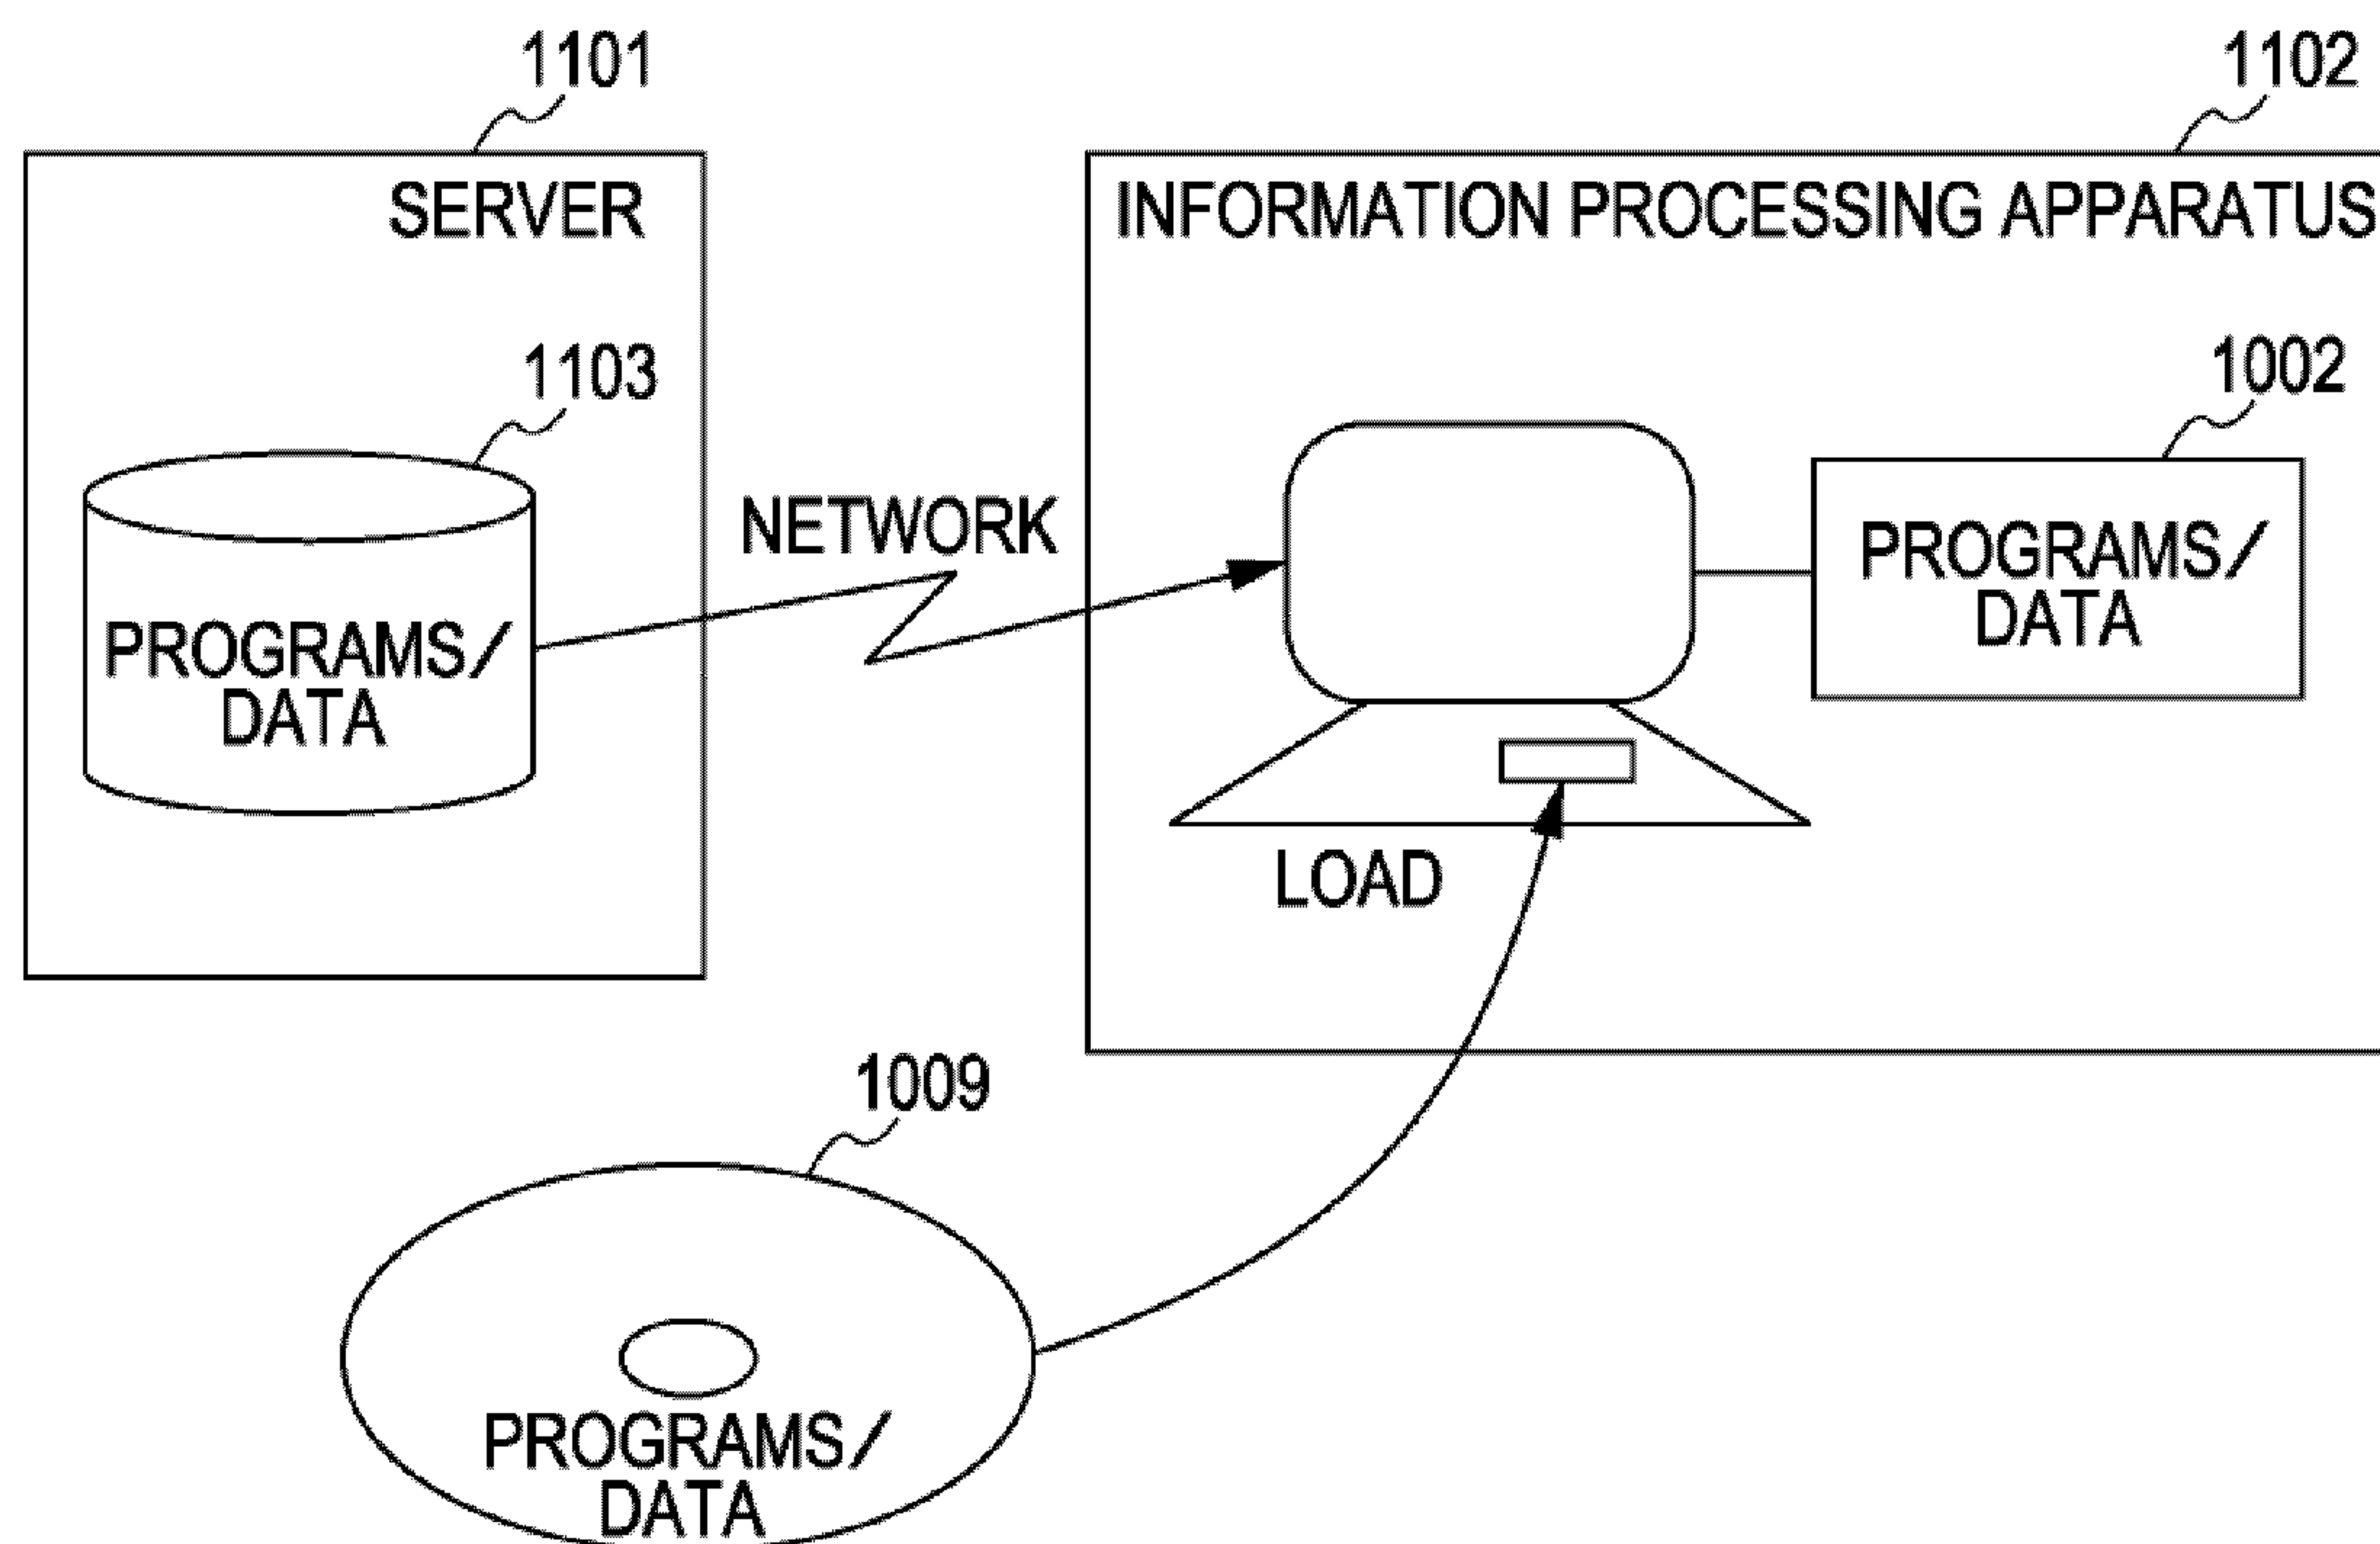 1101
1102
SERVER
INFORMATION PROCESSING APPARATUS
1103
1002
NETWORK
PROGRAMS/
DATA
PROGRAMS/
DATA
LOAD
1009
PROGRAMS/
DATA